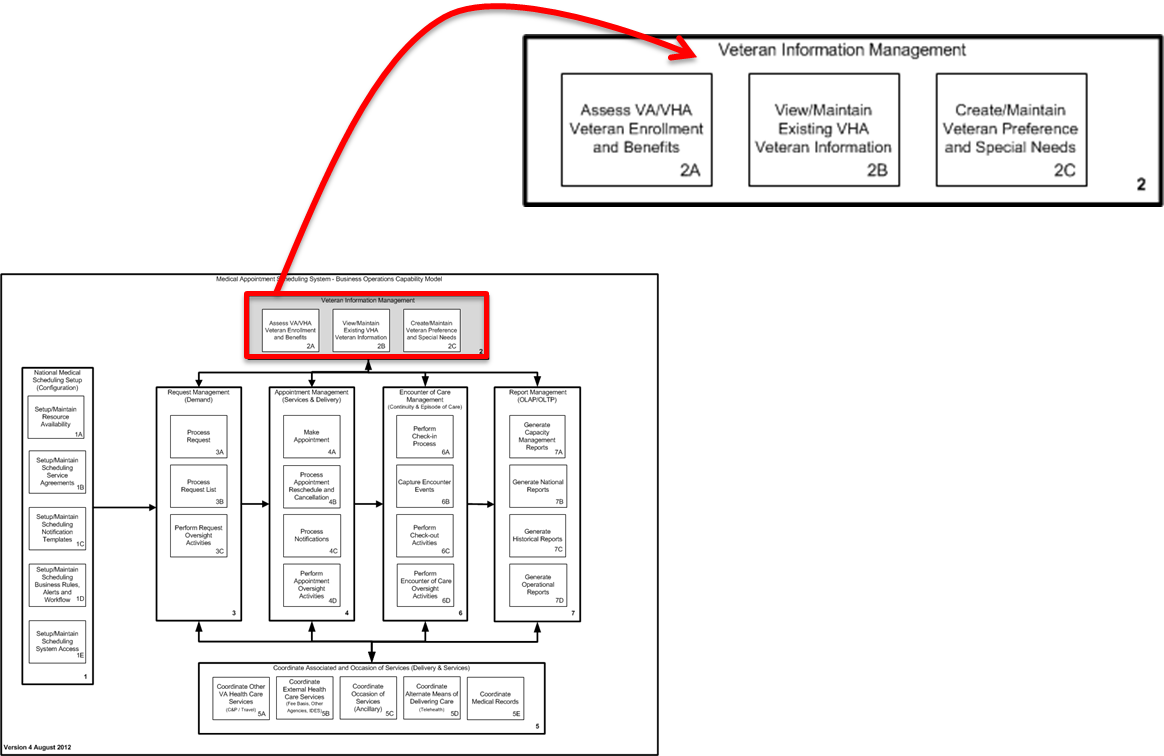 Veteran Information Management
Assess VA/VHA
Veteran Enrollment
and Benefits
2A
View/Maintain
Existing VHA
Veteran Information
2B
Create/Maintain
Veteran Preference
and Special Needs
2C
2
Medical Appointment Scheduling System - Business Operations Capability Model
Veteran Information Management
Assess VA/VHA
Veteran Enrollment
and Benefits
2A
View/Maintain
Existing VHA
Veteran Information
2B
Create/Maintain
Veteran Preference
and Special Needs
2C
2
National Medical
Scheduling Setup
(Configuration)
Setup/Maintain
Resource
Availability
1A
Setup/Maintain
Scheduling
Service
Agreements
1B
Setup/Maintain
Scheduling
Notification
Templates
1C
Setup/Maintain
Scheduling
Business Rules,
Alerts and
Workflow
1D
Setup/Maintain
Scheduling
System Access
1E
1
Request Management
(Demand)
Process
Request
3A
Process
Request List
3B
Perform Request
Oversight
Activities
3C
3
Appointment Management
(Services & Delivery)
Make
Appointment
4A
Process
Appointment
Reschedule and
Cancellation
4B
Process
Notifications
4C
Perform
Appointment
Oversight
Activities
4D
4
Encounter of Care
Management
(Continuity & Episode of Care)
Perform
Check-in
Process
6A
Capture Encounter
Events
6B
Perform
Check-out
Activities
6C
Perform
Encounter of Care
Oversight
Activities
6D
6
Report Management
(OLAP/OLTP)
Generate
Capacity
Management
Reports
7A
Generate National
Reports
7B
Generate
Historical Reports
7C
Generate
Operational
Reports
7D
7
Coordinate Associated and Occasion of Services (Delivery & Services)
Coordinate Other
VA Health Care
Services
(C&P / Travel)
5A
Coordinate
External Health
Care Services
(Fee Basis, Other
Agencies, IDES)
5B
Coordinate
Occasion of
Services
(Ancillary)
5C
Coordinate
Alternate Means of
Delivering Care
(Telehealth)
5D
Coordinate
Medical Records
5E
5
Version 4 August 2012